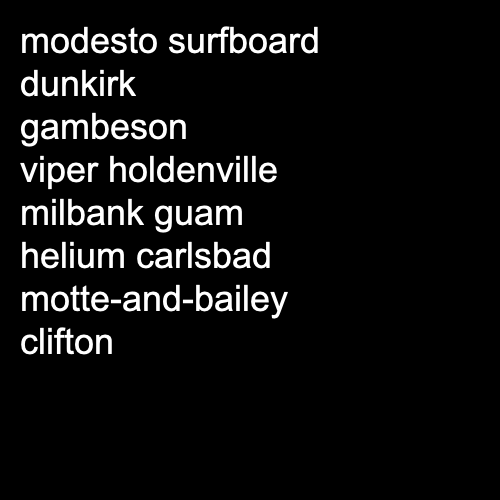 modesto surfboard
dunkirk
gambeson
viper holdenville
milbank guam
helium carlsbad
motte-and-bailey
clifton